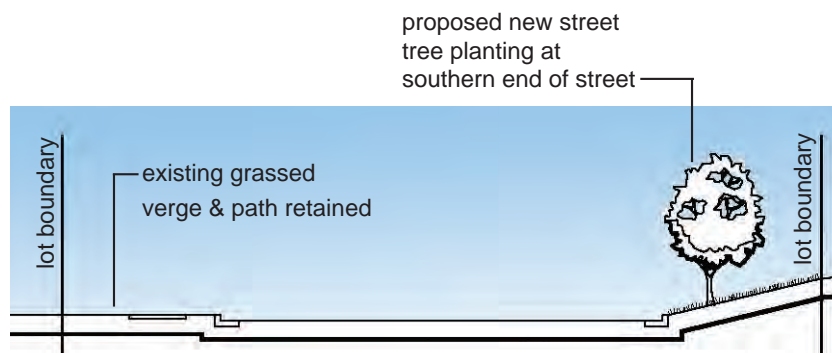 proposed new street
tree planting at
southern end of street
lot boundary
existing grassed
verge & path retained
lot boundary